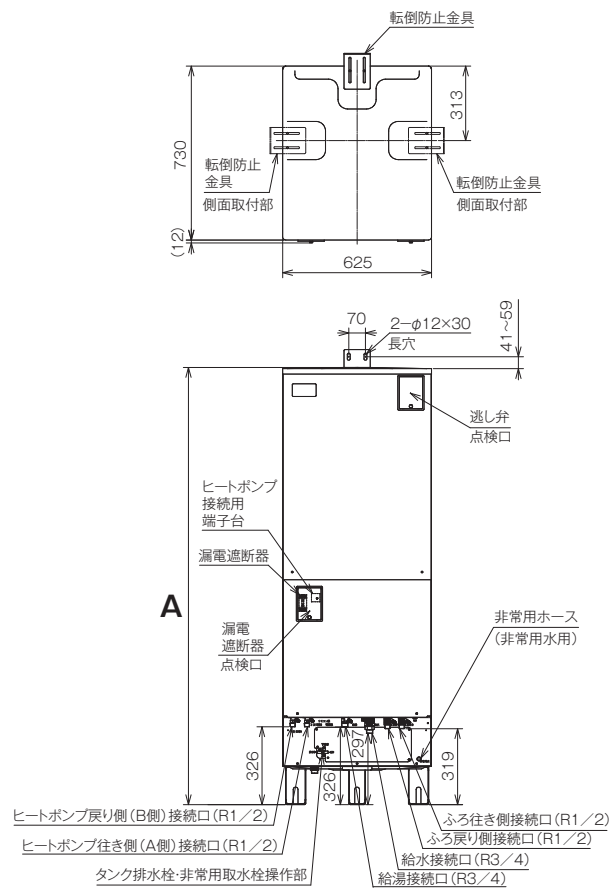 転倒防止金具
313
730
転倒防止
金具
側面取付部
転倒防止金具
側面取付部
(12)
625
70
2-φ12×30
長穴
41~59
逃し弁
点検口
ヒートポンプ
接続用
端子台
漏電遮断器
A
漏電
遮断器
点検口
非常用ホース
(非常用水用)
326
326
297
319
ヒートポンプ戻り側(B側)接続口(R1/2)
ふろ往き側接続口(R1/2)
ヒートポンプ往き側(A側)接続口(R1/2)
ふろ戻り側接続口(R1/2)
給水接続口(R3/4)
タンク排水栓・非常用取水栓操作部
給湯接続口(R3/4)